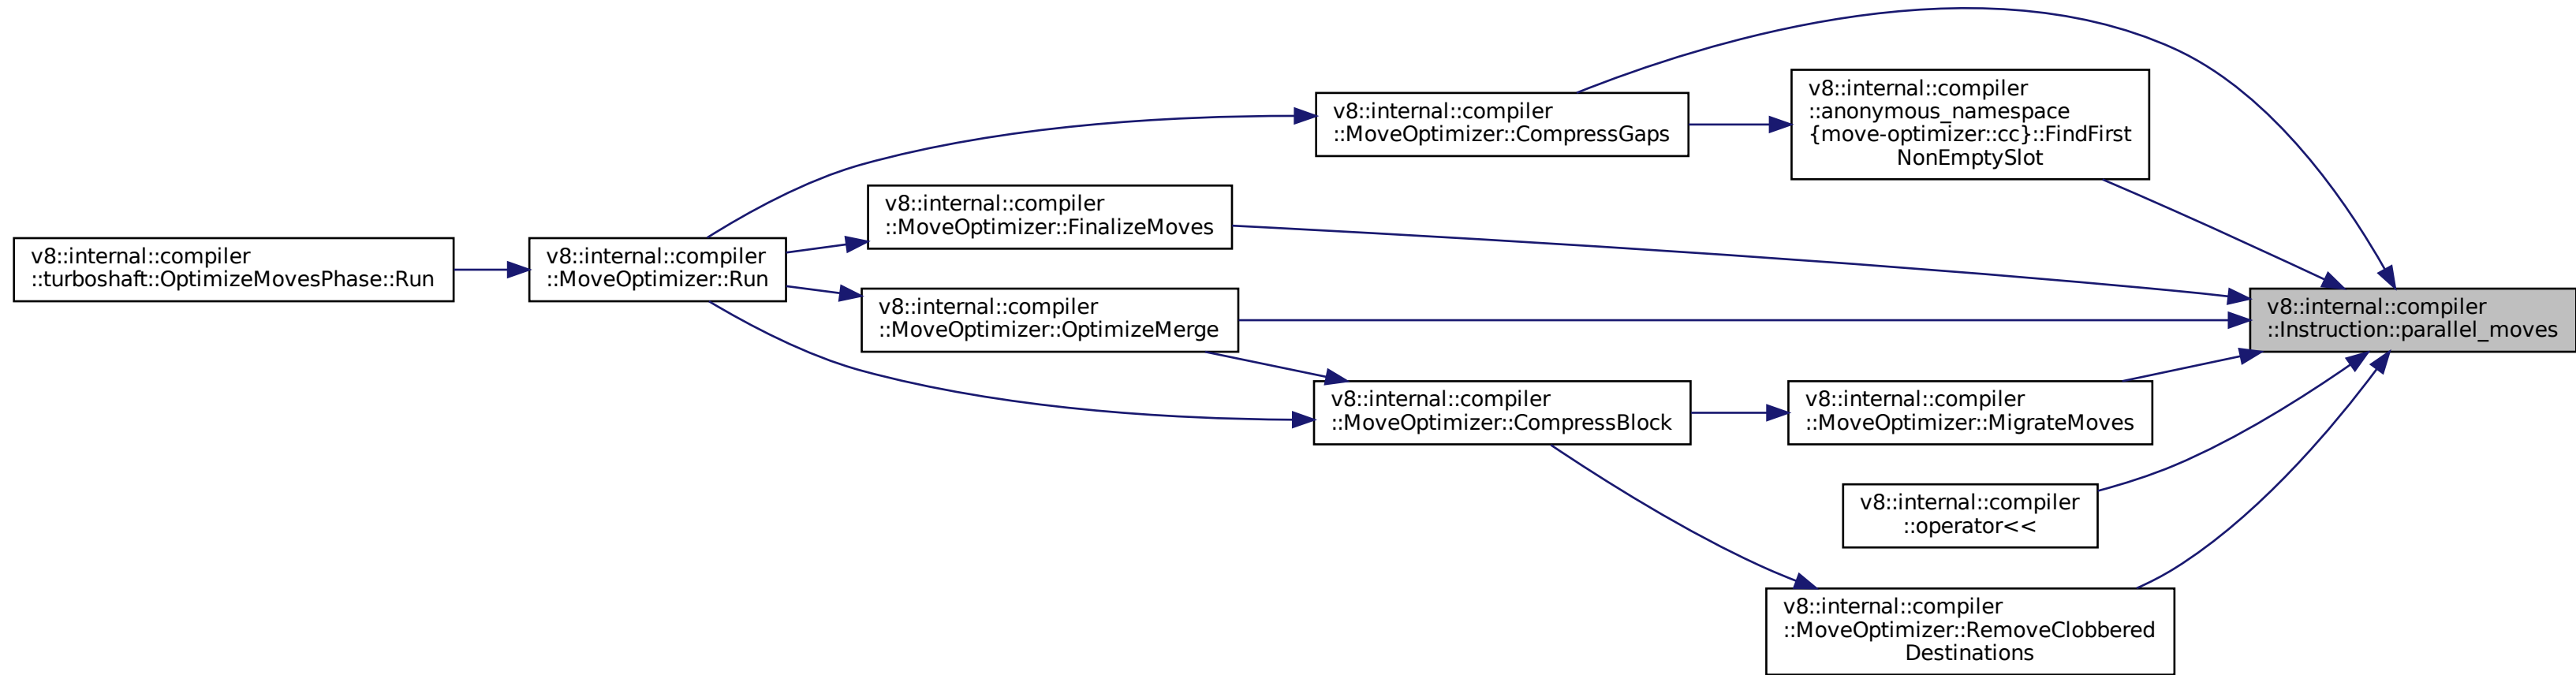 v8::internal::compiler
::turboshaft::OptimizeMovesPhase::Run
v8::internal::compiler
::MoveOptimizer::Run
v8::internal::compiler
::MoveOptimizer::CompressGaps
v8::internal::compiler
::anonymous_namespace
{move-optimizer::cc}::FindFirst
NonEmptySlot
v8::internal::compiler
::MoveOptimizer::FinalizeMoves
v8::internal::compiler
::MoveOptimizer::OptimizeMerge
v8::internal::compiler
::MoveOptimizer::CompressBlock
v8::internal::compiler
::MoveOptimizer::MigrateMoves
v8::internal::compiler
::operator<<
v8::internal::compiler
::MoveOptimizer::RemoveClobbered
Destinations
v8::internal::compiler
::Instruction::parallel_moves